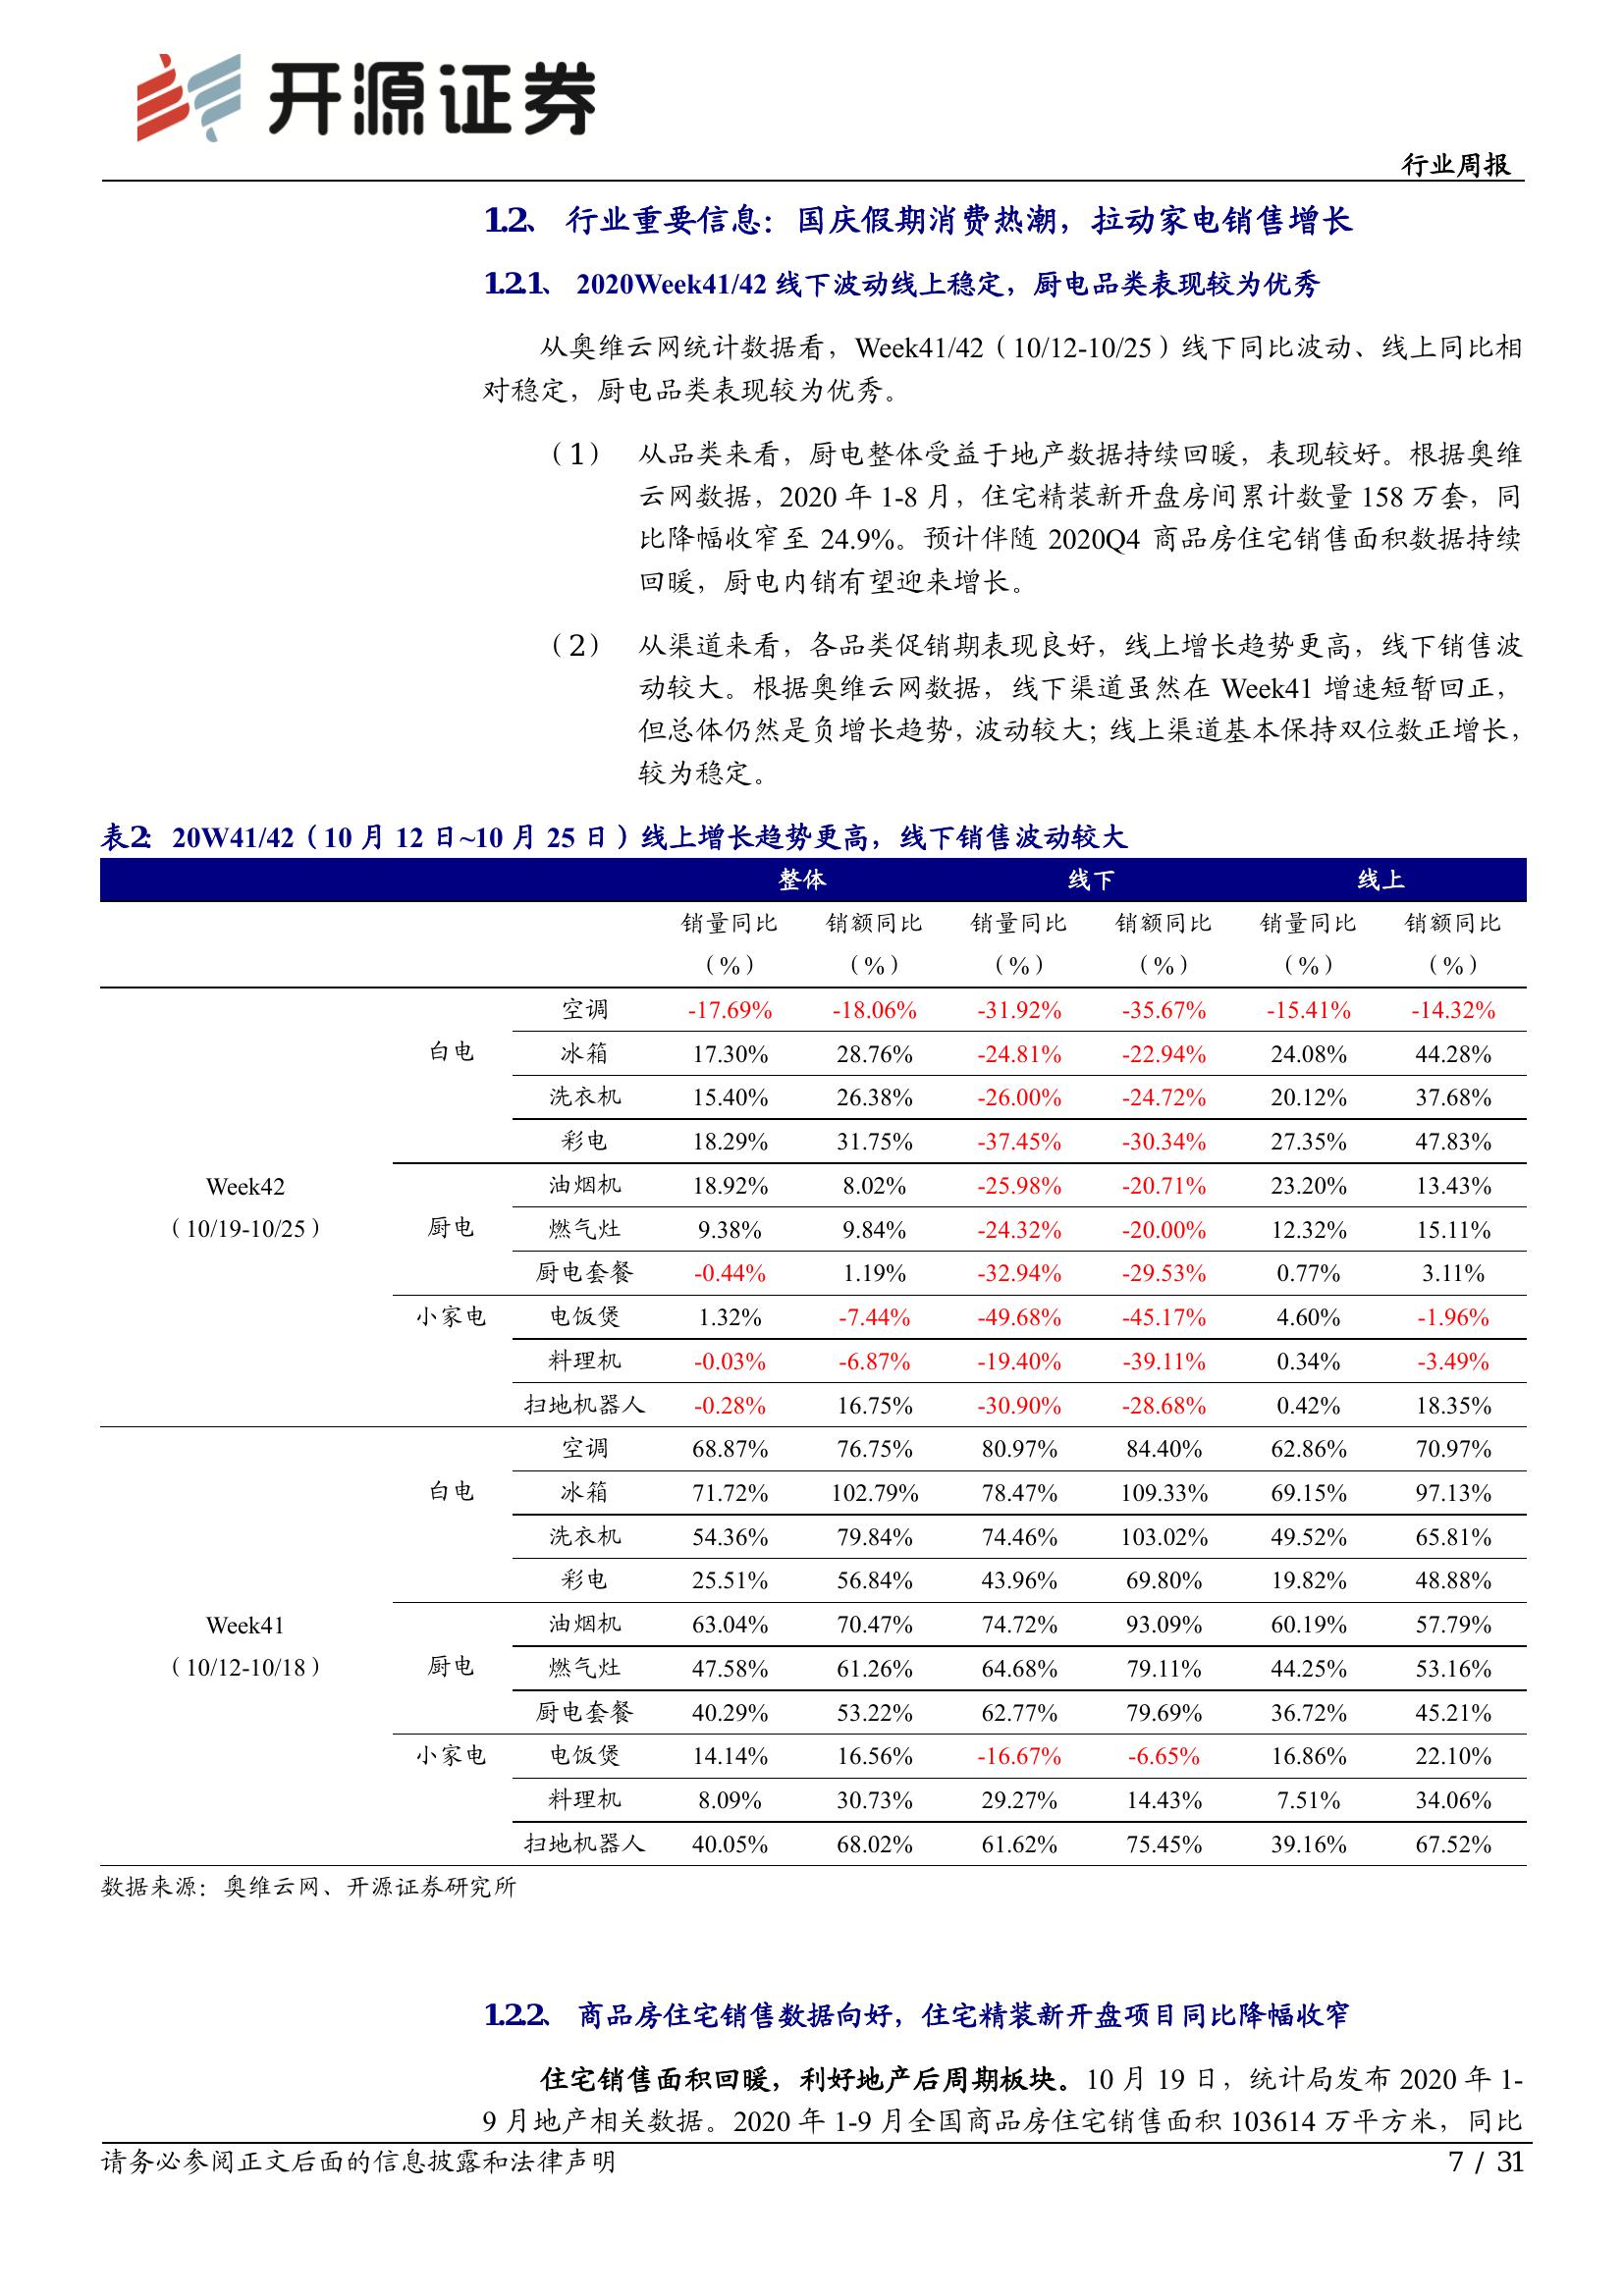 开源证券
行业周报
1.2、 行业重要信息：国庆假期消费热潮，拉动家电销售增长
1.2.1、 2020Week41/42 线下波动线上稳定，厨电品类表现较为优秀
从奥维云网统计数据看，Week41/42（10/12-10/25）线下同比波动、线上同比相
对稳定，厨电品类表现较为优秀。
（1） 从品类来看，厨电整体受益于地产数据持续回暖，表现较好。根据奥维
云网数据，2020 年 1-8 月，住宅精装新开盘房间累计数量 158 万套，同
比降幅收窄至 24.9%。预计伴随 2020Q4 商品房住宅销售面积数据持续
回暖，厨电内销有望迎来增长。
（2） 从渠道来看，各品类促销期表现良好，线上增长趋势更高，线下销售波
动较大。根据奥维云网数据，线下渠道虽然在 Week41 增速短暂回正，
但总体仍然是负增长趋势，波动较大；线上渠道基本保持双位数正增长，
较为稳定。
表2： 20W41/42（10 月 12 日~10 月 25 日）线上增长趋势更高，线下销售波动较大
整体 线下 线上
销量同比 销额同比 销量同比 销额同比 销量同比 销额同比
（%） （%） （%） （%） （%） （%）
空调 -17.69% -18.06% -31.92% -35.67% -15.41% -14.32%
白电 冰箱 17.30% 28.76% -24.81% -22.94% 24.08% 44.28%
洗衣机 15.40% 26.38% -26.00% -24.72% 20.12% 37.68%
彩电 18.29% 31.75% -37.45% -30.34% 27.35% 47.83%
Week42 油烟机 18.92% 8.02% -25.98% -20.71% 23.20% 13.43%
（10/19-10/25） 厨电 燃气灶 9.38% 9.84% -24.32% -20.00% 12.32% 15.11%
厨电套餐 -0.44% 1.19% -32.94% -29.53% 0.77% 3.11%
小家电 电饭煲 1.32% -7.44% -49.68% -45.17% 4.60% -1.96%
料理机 -0.03% -6.87% -19.40% -39.11% 0.34% -3.49%
扫地机器人 -0.28% 16.75% -30.90% -28.68% 0.42% 18.35%
空调 68.87% 76.75% 80.97% 84.40% 62.86% 70.97%
白电 冰箱 71.72% 102.79% 78.47% 109.33% 69.15% 97.13%
洗衣机 54.36% 79.84% 74.46% 103.02% 49.52% 65.81%
彩电 25.51% 56.84% 43.96% 69.80% 19.82% 48.88%
Week41 油烟机 63.04% 70.47% 74.72% 93.09% 60.19% 57.79%
（10/12-10/18） 厨电 燃气灶 47.58% 61.26% 64.68% 79.11% 44.25% 53.16%
厨电套餐 40.29% 53.22% 62.77% 79.69% 36.72% 45.21%
小家电 电饭煲 14.14% 16.56% -16.67% -6.65% 16.86% 22.10%
料理机 8.09% 30.73% 29.27% 14.43% 7.51% 34.06%
扫地机器人 40.05% 68.02% 61.62% 75.45% 39.16% 67.52%
数据来源：奥维云网、开源证券研究所
1.2.2、 商品房住宅销售数据向好，住宅精装新开盘项目同比降幅收窄
住宅销售面积回暖，利好地产后周期板块。10 月 19 日，统计局发布 2020 年 1-
9 月地产相关数据。2020 年 1-9 月全国商品房住宅销售面积 103614 万平方米，同比
请务必参阅正文后面的信息披露和法律声明 7 / 31